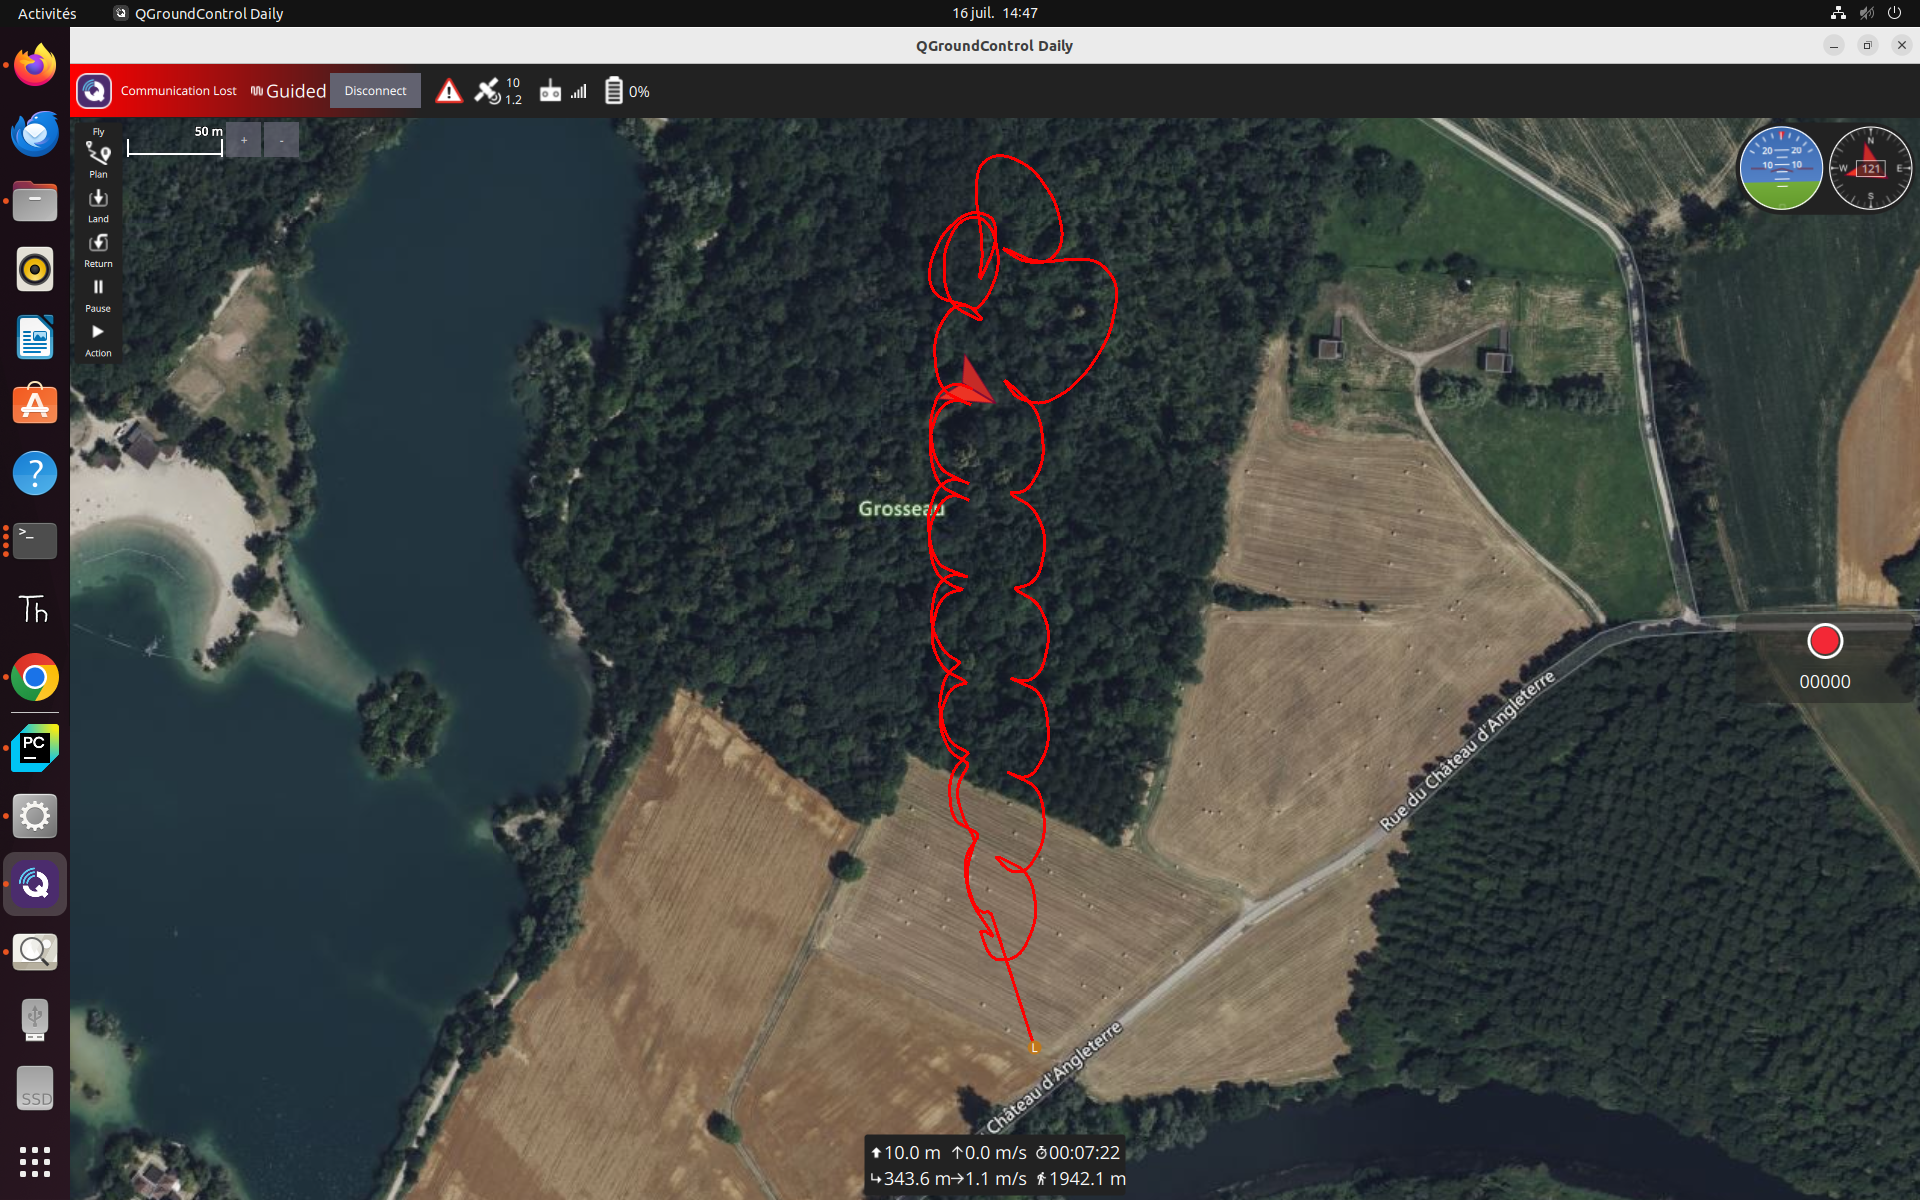 Activités
QGroundControl Daily
16 juil. 14:47
QGroundControl Daily
Communication Lost
Guided
Disconnect
10
1.2
0%
Fly
Plan
Land
Return
Pause
Action
50 m
+
-
20 20
10 10
N
W
E
S
121
Grosseau
Rue du Château d'Angleterre
Château d'Angleterre
L
00000
10.0 m
0.0 m/s
00:07:22
343.6 m
1.1 m/s
1942.1 m
>_
Th
PC
SSD